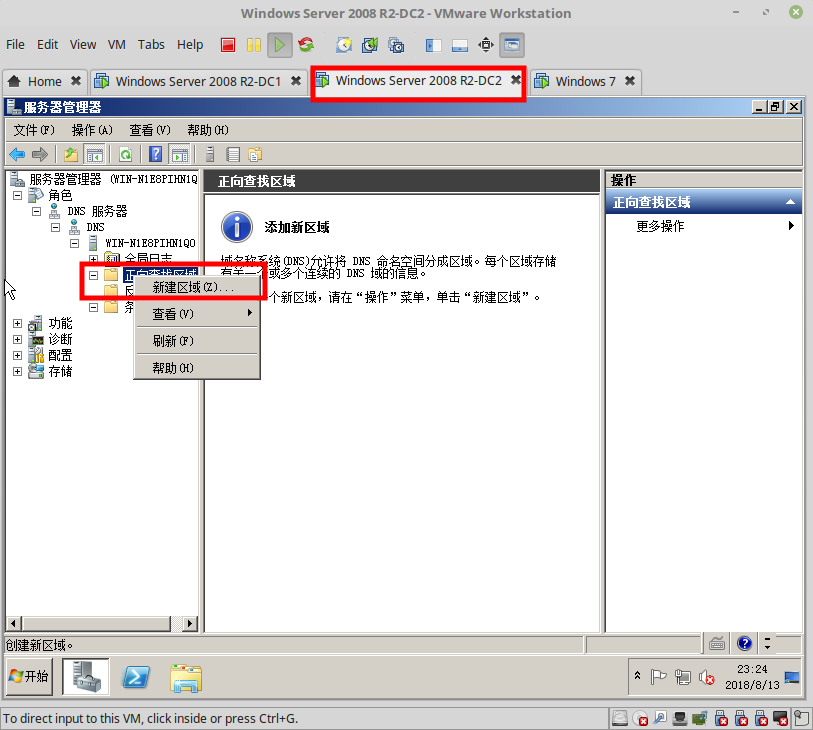 Windows Server 2008 R2-DC2 - VMware Workstation
File Edit View VM Tabs Help
Home Windows Server 2008 R2-DC1 Windows Server 2008 R2-DC2 Windows 7
服务器管理器
文件(F) 操作(A) 查看(V) 帮助(H)
服务器管理器 (WIN-N1E8PIHN1Q
角色
DNS 服务器
DNS
WIN-N1E8PIHN1QO
全局日志
正向查找区域
新建区域(Z)...
查看(V)
刷新(F)
帮助(H)
功能
诊断
配置
存储
正向查找区域
添加新区域
域名称系统(DNS)允许将 DNS 命名空间分成区域。每个区域存储
或多个连续的 DNS 域的信息。
个新区域，请在“操作”菜单，单击“新建区域”。
操作
正向查找区域
更多操作
创建新区域。
开始
23:24
2018/8/13
To direct input to this VM, click inside or press Ctrl+G.